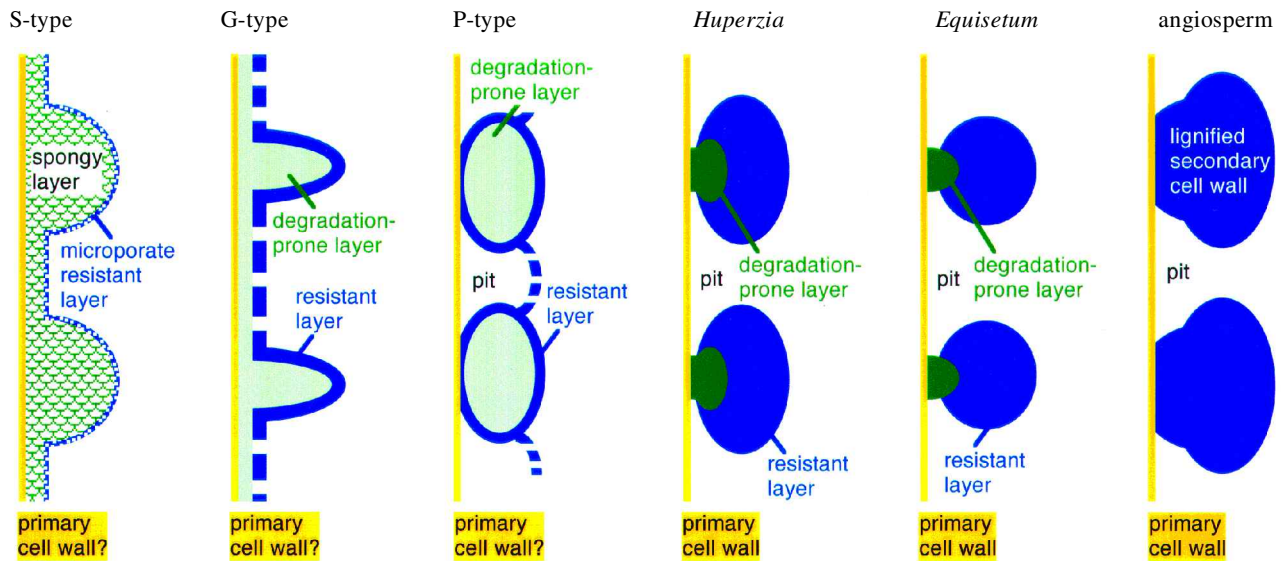 S-type
G-type
P-type
Huperzia
Equisetum
angiosperm
spongy
layer
microporate
resistant
layer
primary
cell wall?
degradation-
prone layer
resistant
layer
primary
cell wall?
degradation-
prone layer
pit
resistant
layer
primary
cell wall?
pit
degradation-
prone layer
resistant
layer
primary
cell wall
pit
degradation-
prone layer
resistant
layer
primary
cell wall
lignified
secondary
cell wall
pit
primary
cell wall